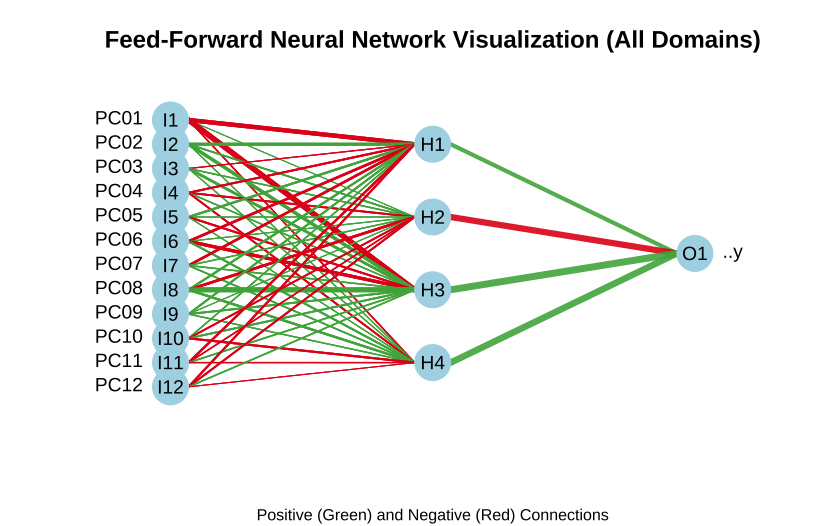 Feed-Forward Neural Network Visualization (All Domains)
PC01 I1
PC02 I2 H1
PC03 I3
PC04 I4
PC05 I5 H2
PC06 I6 O1 ..y
PC07 I7
PC08 I8 H3
PC09 I9
PC10 I10
PC11 I11 H4
PC12 I12
Positive (Green) and Negative (Red) Connections